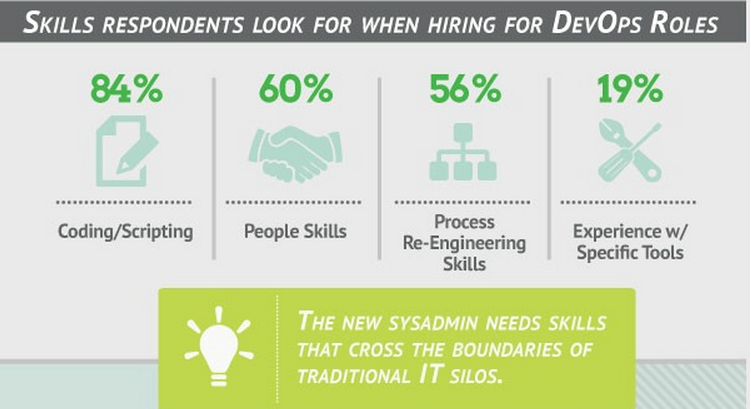 Skills respondents look for when hiring for DevOps Roles
84%
60%
56%
19%
Coding/Scripting
People Skills
Process
Re-Engineering
Skills
Experience w/
Specific Tools
The new sysadmin needs skills
that cross the boundaries of
traditional IT silos.